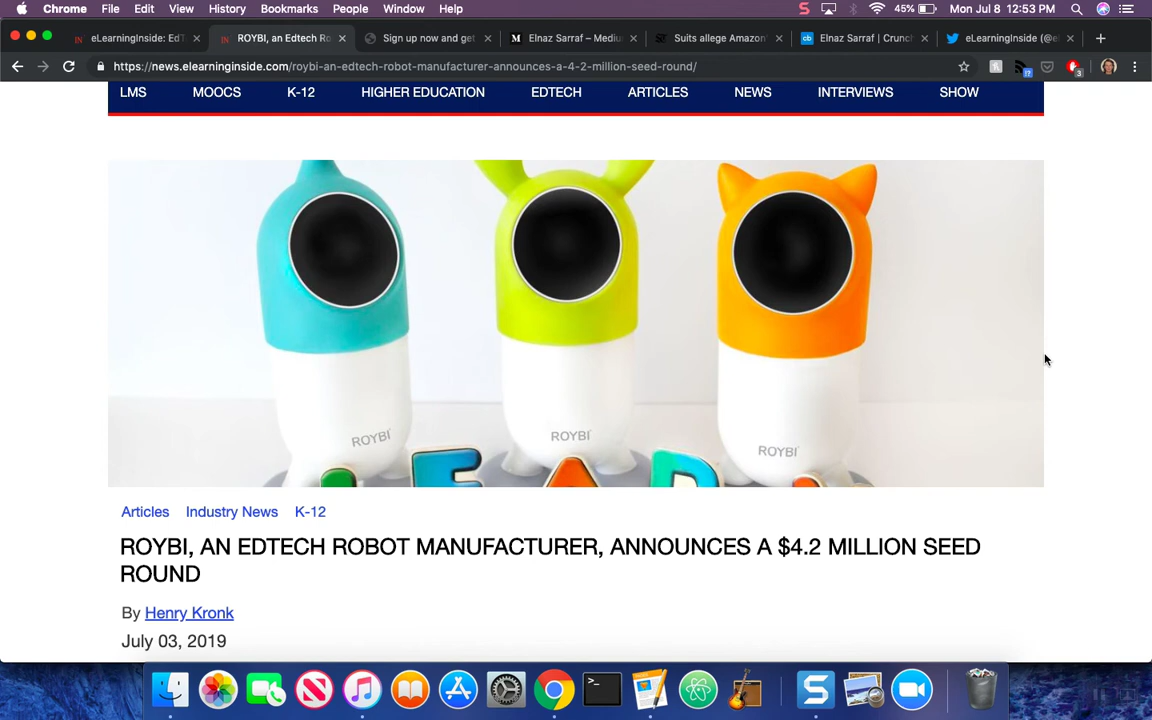 Chrome File Edit View History Bookmarks People Window Help 45% Mon Jul 8 12:53 PM
eLearningInside: EdT
ROYBI, an Edtech Ro
Sign up now and get
Elnaz Sarraf – Mediu
Suits allege Amazon'
Elnaz Sarraf | Crunch
eLearningInside (@e
https://news.elearninginside.com/roybi-an-edtech-robot-manufacturer-announces-a-4-2-million-seed-round/
LMS MOOCS K-12 HIGHER EDUCATION EDTECH ARTICLES NEWS INTERVIEWS SHOW
ROYBI ROYBI ROYBI
Articles Industry News K-12
ROYBI, AN EDTECH ROBOT MANUFACTURER, ANNOUNCES A $4.2 MILLION SEED
ROUND
By Henry Kronk
July 03, 2019